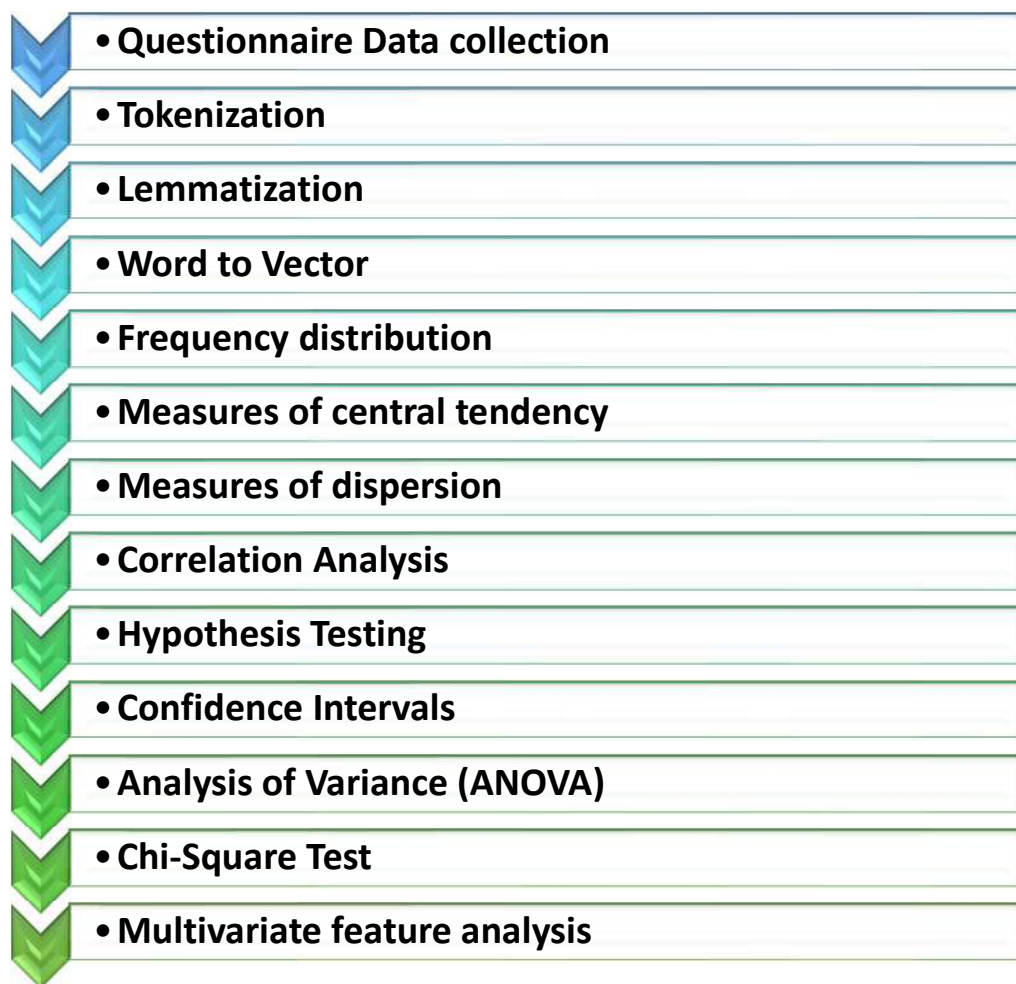 • Questionnaire Data collection
• Tokenization
• Lemmatization
• Word to Vector
• Frequency distribution
• Measures of central tendency
• Measures of dispersion
• Correlation Analysis
• Hypothesis Testing
• Confidence Intervals
• Analysis of Variance (ANOVA)
• Chi-Square Test
• Multivariate feature analysis